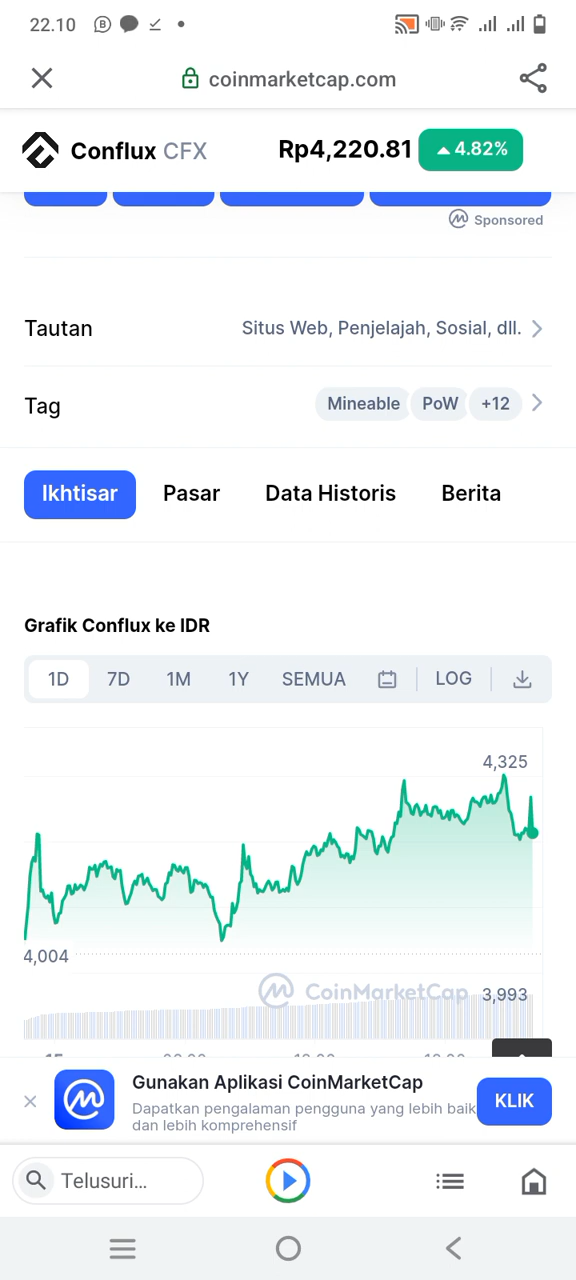 22.10
coinmarketcap.com
Conflux CFX
Rp4,220.81
4.82%
Sponsored
Tautan
Situs Web, Penjelajah, Sosial, dll.
Tag
Mineable PoW +12
Ikhtisar Pasar Data Historis Berita
Grafik Conflux ke IDR
1D 7D 1M 1Y SEMUA LOG
4,325
4,004
CoinMarketCap
3,993
Gunakan Aplikasi CoinMarketCap
Dapatkan pengalaman pengguna yang lebih baik
dan lebih komprehensif
KLIK
Telusuri...